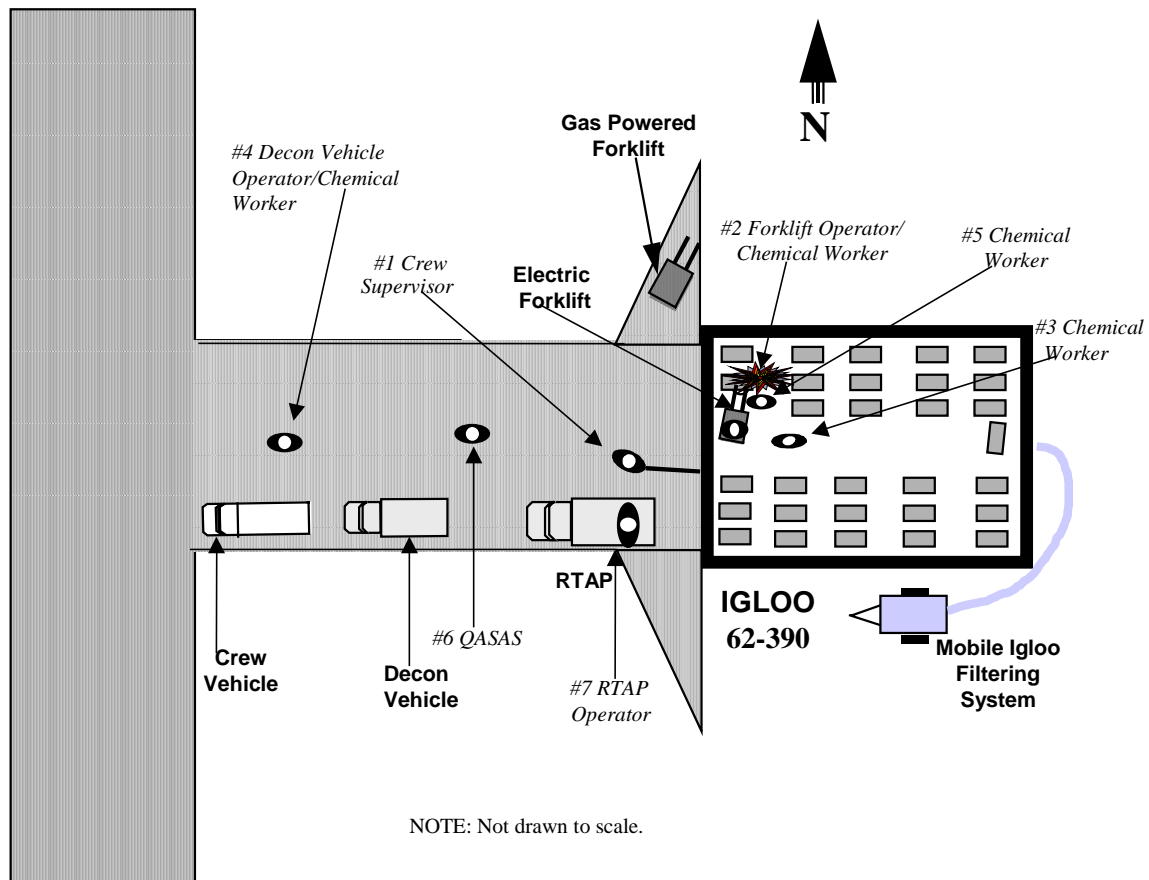 N
Gas Powered
Forklift
#4 Decon Vehicle
Operator/Chemical
Worker
#2 Forklift Operator/
Chemical Worker
#5 Chemical
Worker
#1 Crew
Supervisor
Electric
Forklift
#3 Chemical
Worker
RTAP
IGLOO
62-390
#6 QASAS
Crew
Vehicle
Decon
Vehicle
#7 RTAP
Operator
Mobile Igloo
Filtering
System
NOTE: Not drawn to scale.